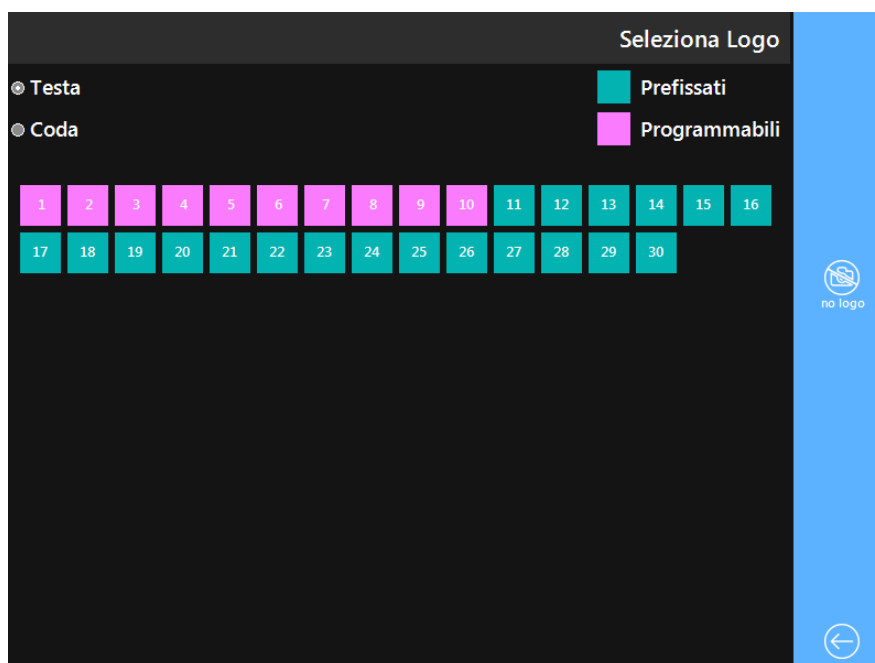 Seleziona Logo
Testa
Prefissati
Coda
Programmabili
1 2 3 4 5 6 7 8 9 10 11 12 13 14 15 16
17 18 19 20 21 22 23 24 25 26 27 28 29 30
no logo